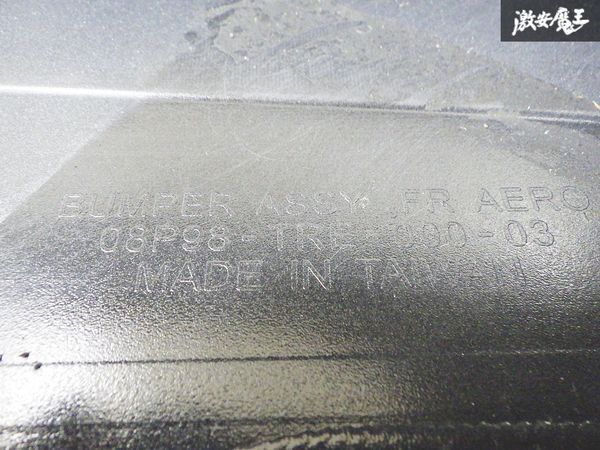 激安魔王
BUMPER ASSY, FR AERO
08P98-TRE-000-03
MADE IN TAIWAN